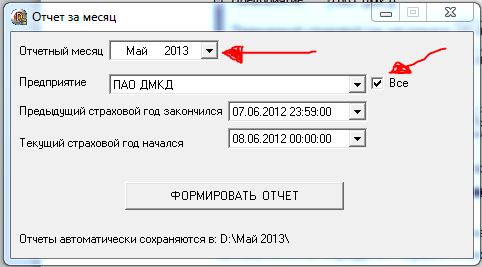 Отчет за месяц
Отчетный месяц Май 2013
Предприятие ПАО ДМКД Все
Предыдущий страховой год закончился 07.06.2012 23:59:00
Текущий страховой год начался 08.06.2012 00:00:00
ФОРМИРОВАТЬ ОТЧЕТ
Отчеты автоматически сохраняются в: D:\Май 2013\